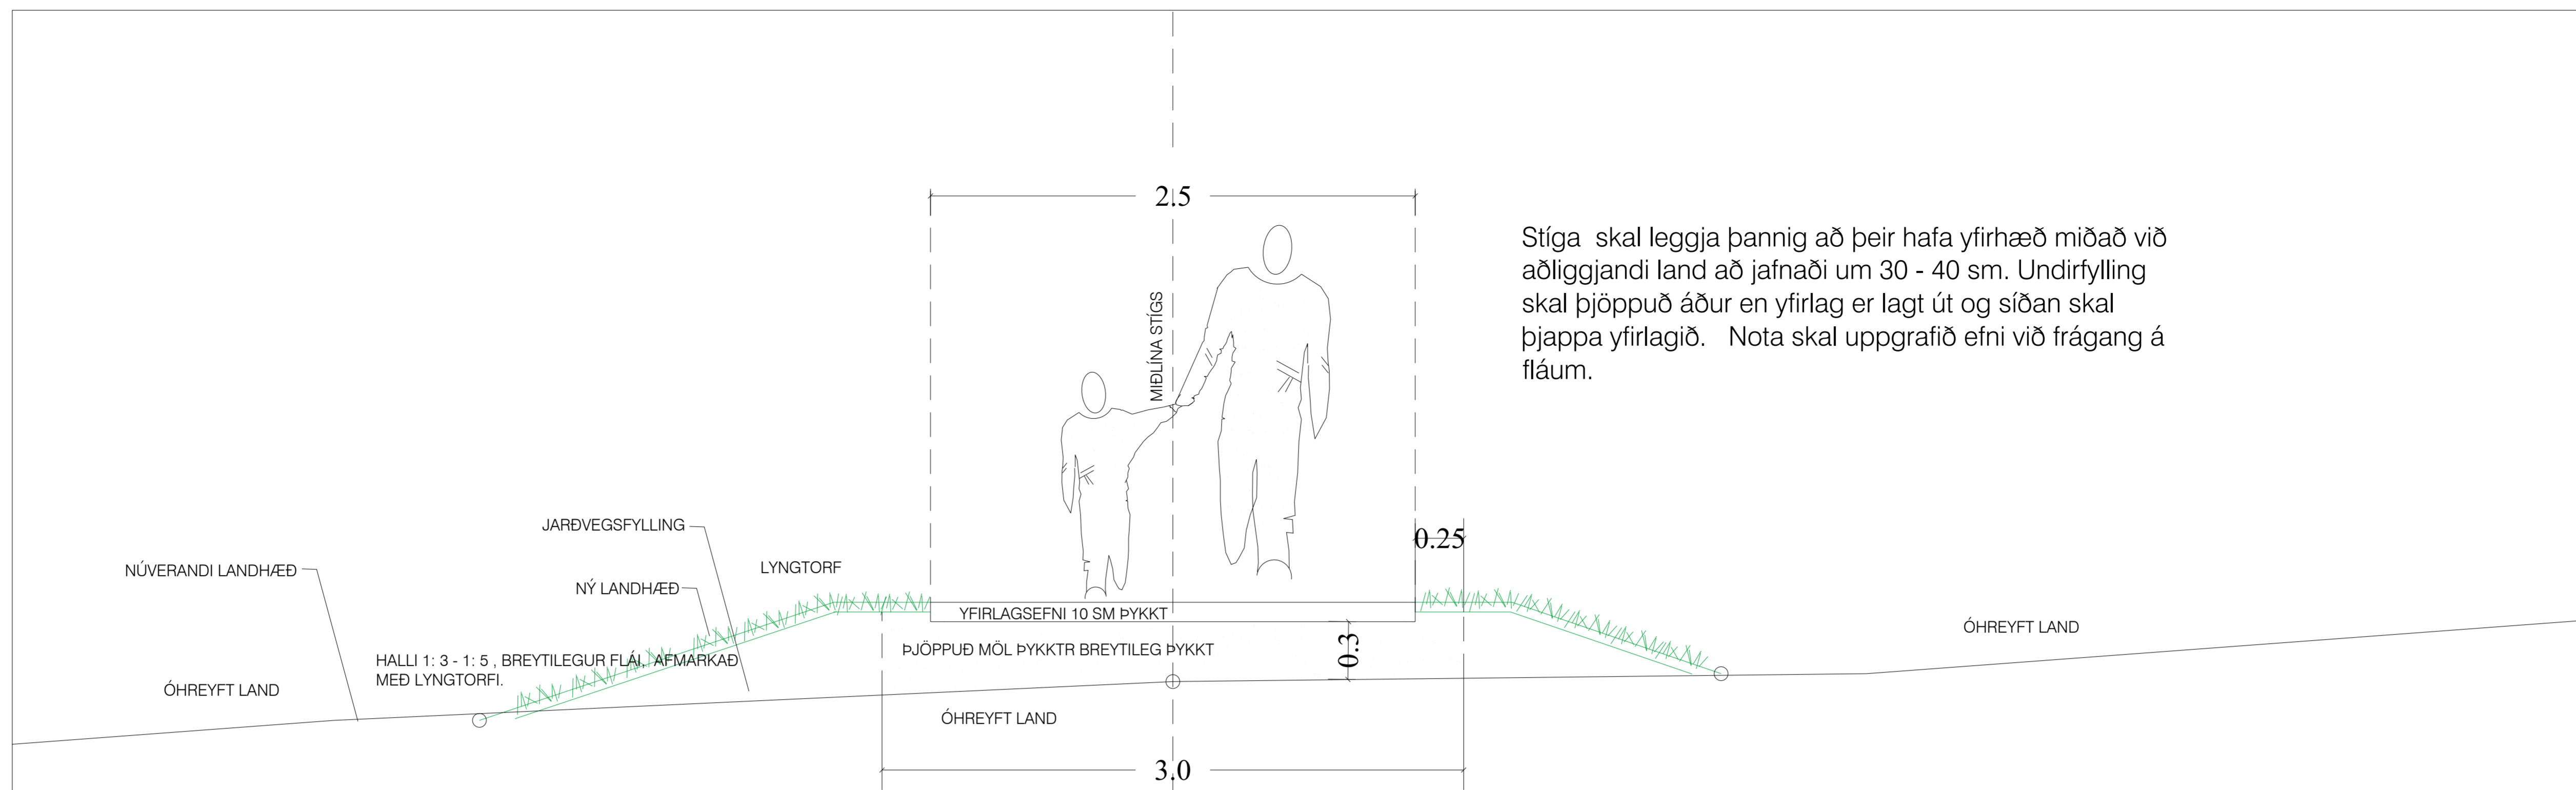 2.5
Stíga skal leggja þannig að þeir hafa yfirhæð miðað við
aðliggjandi land að jafnaði um 30 - 40 sm. Undirfylling
skal þjöppuð áður en yfirlag er lagt út og síðan skal
þjappa yfirlagið. Nota skal uppgrafið efni við frágang á
fláum.
MIÐLÍNA STÍGS
JARÐVEGSFYLLING
0.25
NÚVERANDI LANDHÆÐ
LYNGTORF
NÝ LANDHÆÐ
YFIRLAGSEFNI 10 SM ÞYKKT
ÓHREYFT LAND
ÞJÖPPUÐ MÖL ÞYKKTR BREYTILEG ÞYKKT
0.3
HALLI 1: 3 - 1: 5 , BREYTILEGUR FLÁI, AFMARKAÐ
MEÐ LYNGTORFI.
ÓHREYFT LAND
ÓHREYFT LAND
3.0